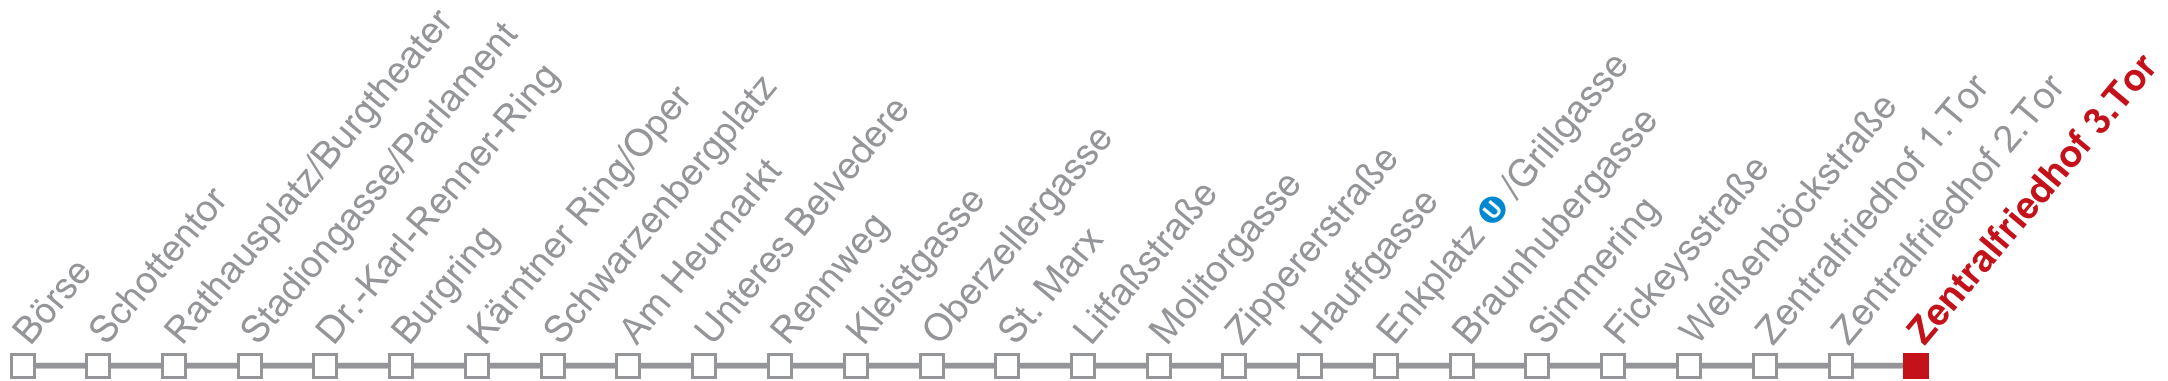 Börse
Schottentor
Rathausplatz/Burgtheater
Stadiongasse/Parlament
Dr.-Karl-Renner-Ring
Burgring
Kärntner Ring/Oper
Schwarzenbergplatz
Am Heumarkt
Unteres Belvedere
Rennweg
Kleistgasse
Oberzellergasse
St. Marx
Litfaßstraße
Molitorgasse
Zippererstraße
Hauffgasse
Enkplatz U /Grillgasse
Braunhubergasse
Simmering
Fickeysstraße
Weißenböckstraße
Zentralfriedhof 1.Tor
Zentralfriedhof 2.Tor
Zentralfriedhof 3.Tor